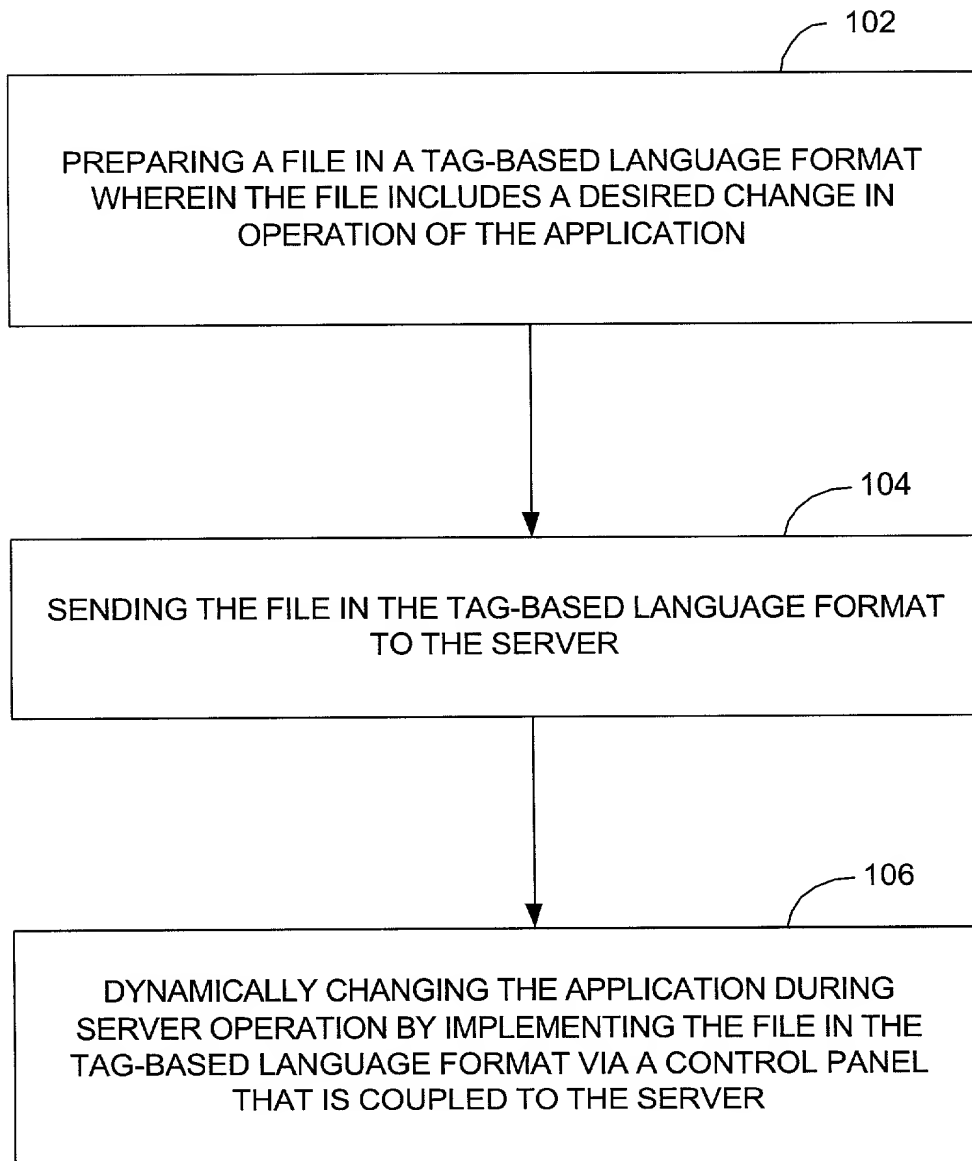 102
PREPARING A FILE IN A TAG-BASED LANGUAGE FORMAT
WHEREIN THE FILE INCLUDES A DESIRED CHANGE IN
OPERATION OF THE APPLICATION
104
SENDING THE FILE IN THE TAG-BASED LANGUAGE FORMAT
TO THE SERVER
106
DYNAMICALLY CHANGING THE APPLICATION DURING
SERVER OPERATION BY IMPLEMENTING THE FILE IN THE
TAG-BASED LANGUAGE FORMAT VIA A CONTROL PANEL
THAT IS COUPLED TO THE SERVER